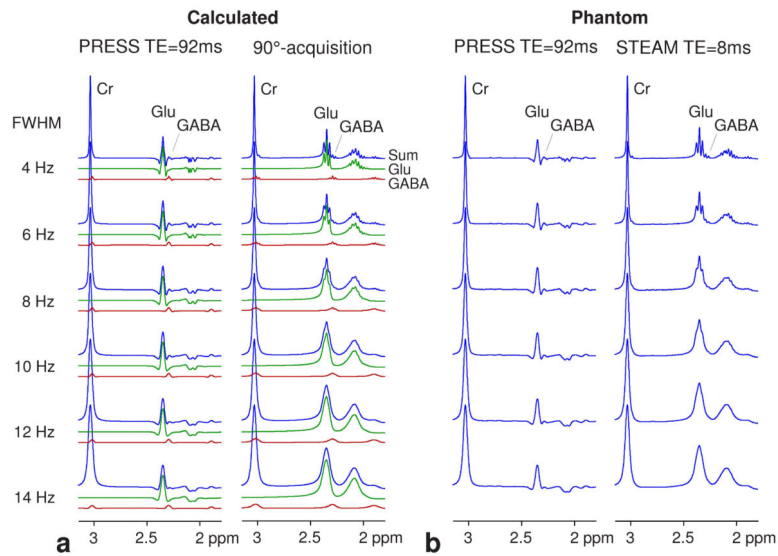 Calculated Phantom
PRESS TE=92ms 90°-acquisition PRESS TE=92ms STEAM TE=8ms
Cr Cr
FWHM Glu GABA Glu GABA Glu GABA Glu GABA
Sum
4 Hz Glu
GABA
6 Hz
8 Hz
10 Hz
12 Hz
14 Hz
3 2.5 2 ppm 3 2.5 2 ppm 3 2.5 2 ppm 3 2.5 2 ppm
a b